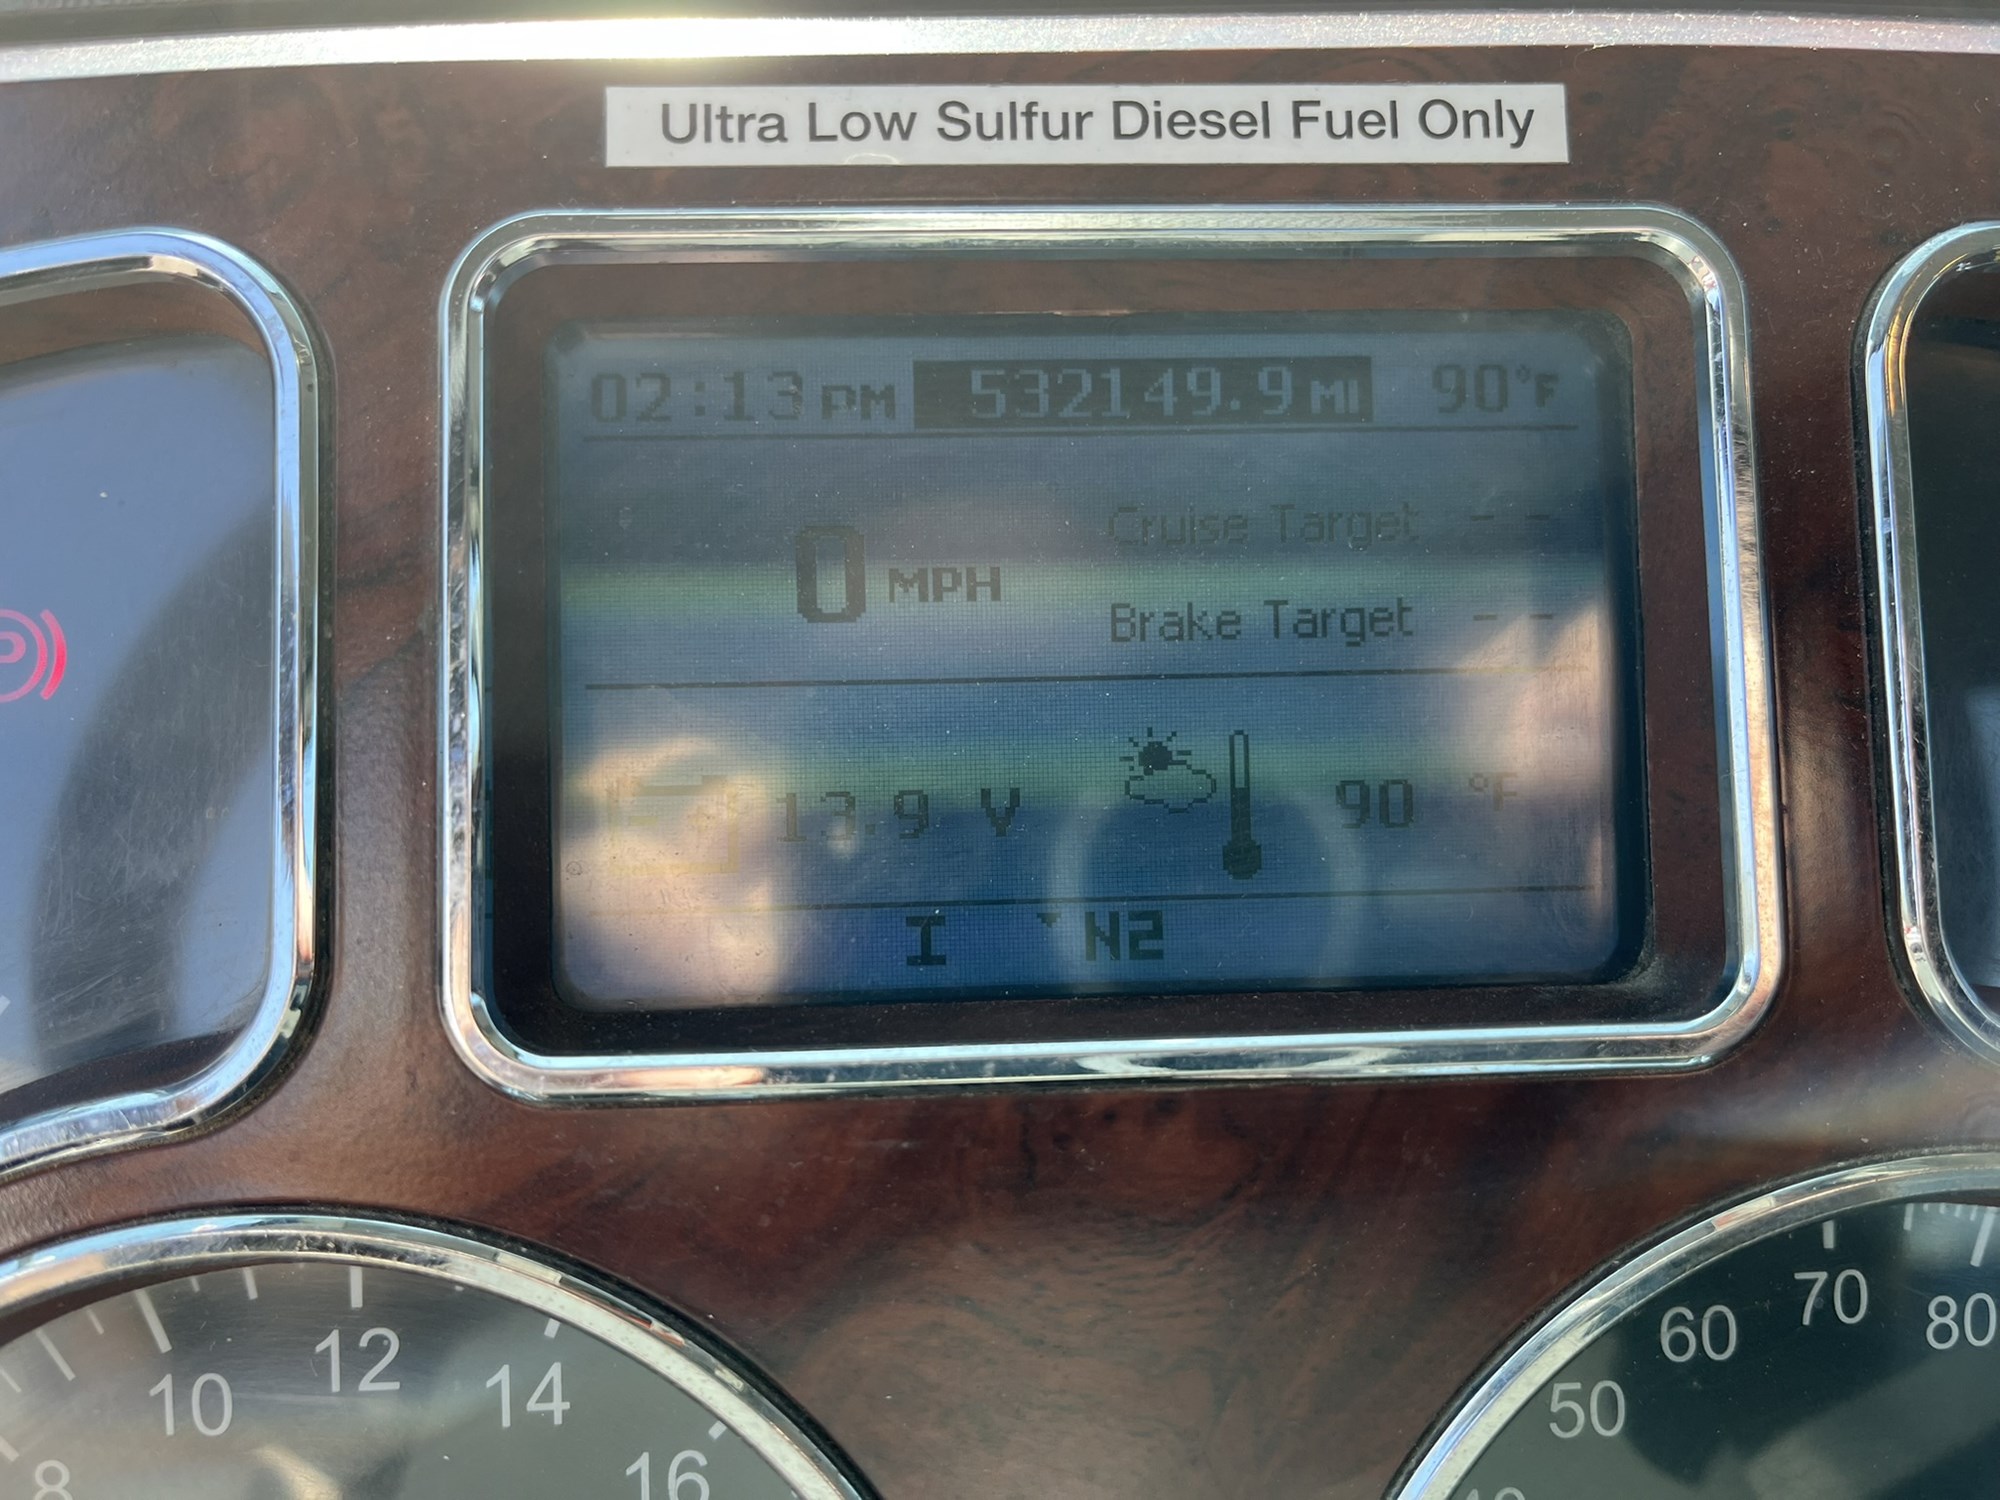 Ultra Low Sulfur Diesel Fuel Only
02:13 PM 532149.9 MI 90°F
Cruise Target - -
0 MPH
Brake Target - -
P
13.9 V 90 °F
I N2
8 10 12 14 16
50 60 70 80